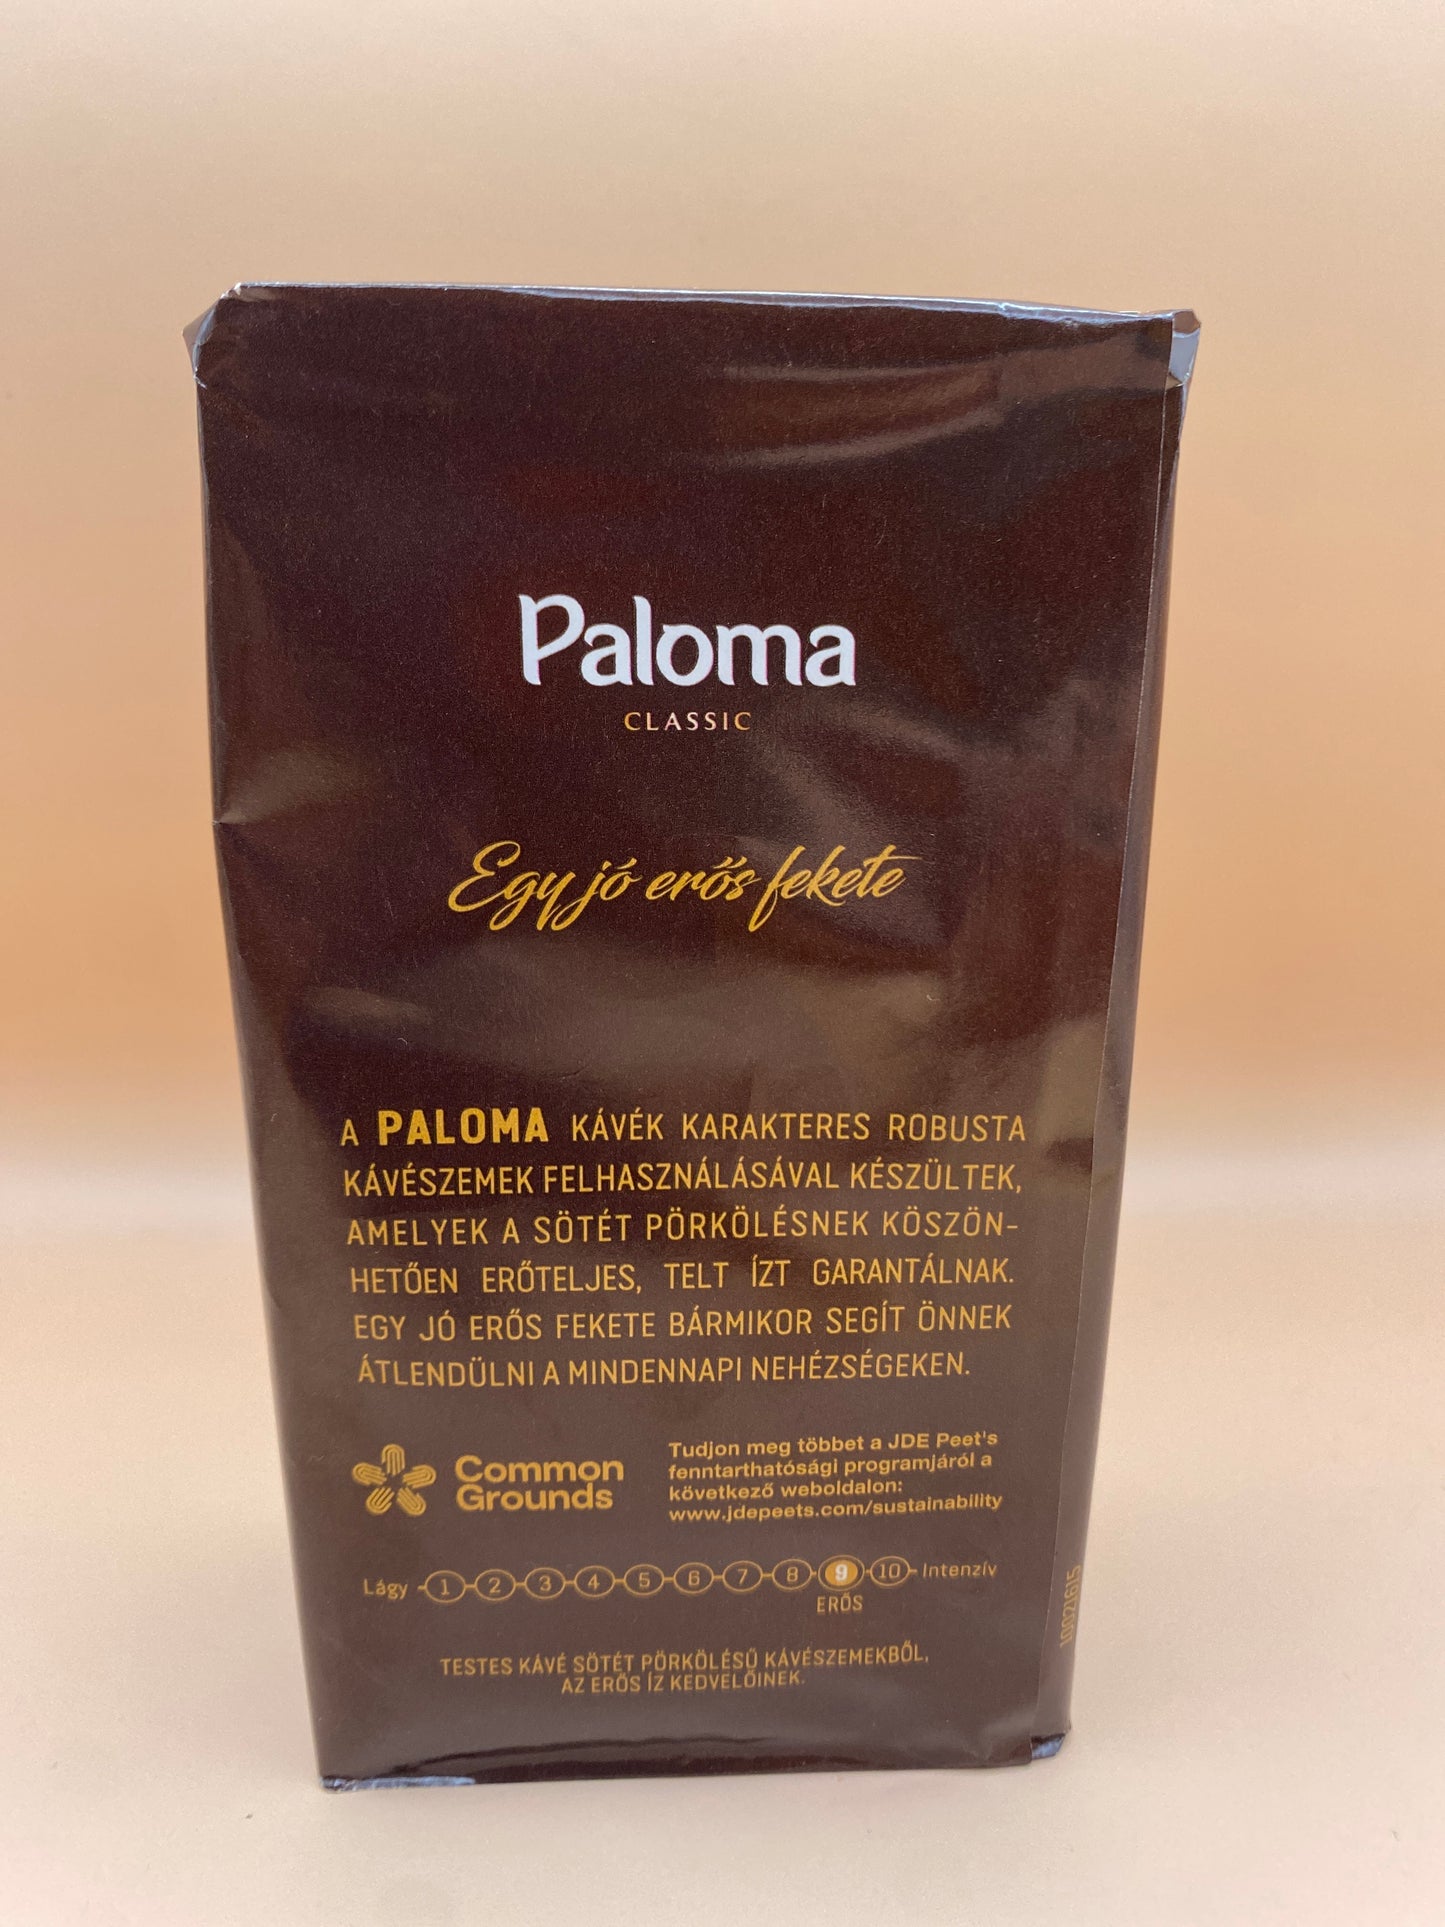 Paloma
CLASSIC
Egy jó erős fekete
A PALOMA KÁVÉK KARAKTERES ROBUSTA
KÁVÉSZEMEK FELHASZNÁLÁSÁVAL KÉSZÜLTEK,
AMELYEK A SÖTÉT PÖRKÖLÉSNEK KÖSZÖN-
HETŐEN ERŐTELJES, TELT ÍZT GARANTÁLNAK.
EGY JÓ ERŐS FEKETE BÁRMIKOR SEGÍT ÖNNEK
ÁTLENDÜLNI A MINDENNAPI NEHÉZSÉGEKEN.
Common
Grounds
Tudjon meg többet a JDE Peet's
fenntarthatósági programjáról a
következő weboldalon:
www.jdepeets.com/sustainability
Lágy 1 2 3 4 5 6 7 8 9 10 Intenzív
ERŐS
TESTES KÁVÉ SÖTÉT PÖRKÖLÉSŰ KÁVÉSZEMEKBŐL,
AZ ERŐS ÍZ KEDVELŐINEK.
10021615